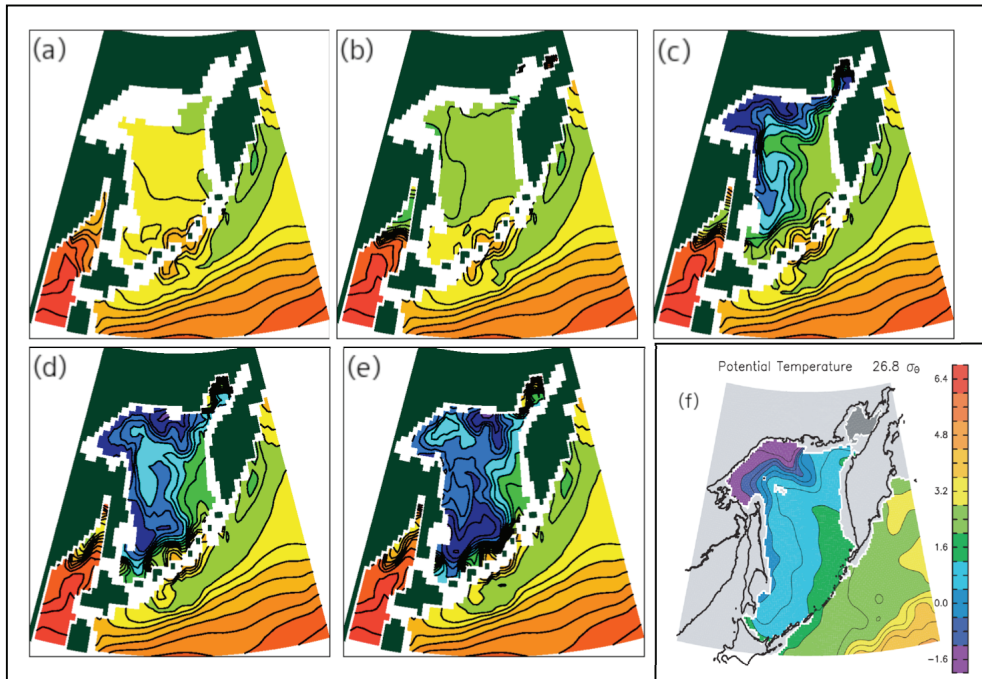 (a)
(b)
(c)
(d)
(e)
Potential Temperature 26.8 σθ
(f)
6.4
4.8
3.2
1.6
0.0
−1.6